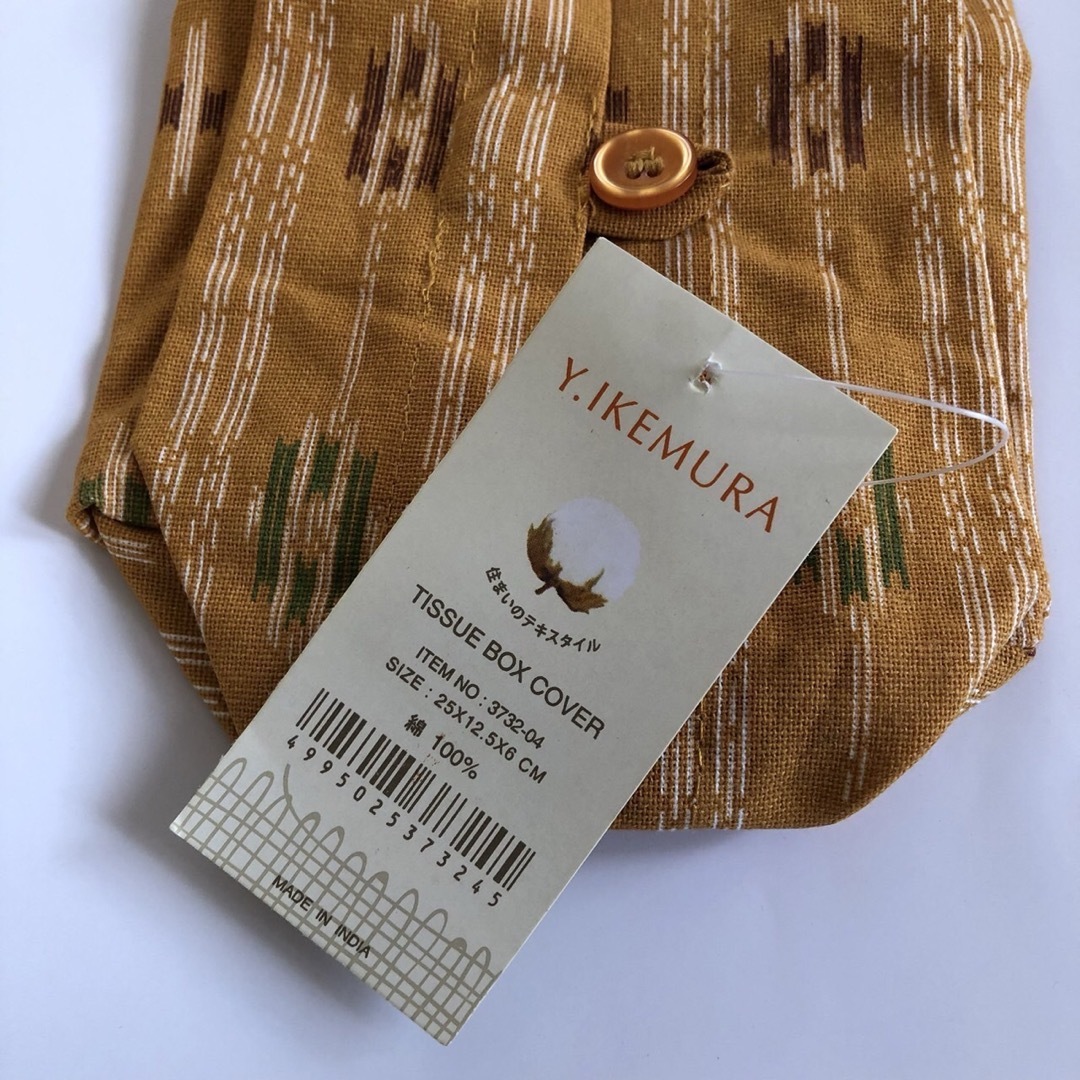 Y.IKEMURA
住まいのテキスタイル
TISSUE BOX COVER
ITEM NO : 3732-04
SIZE : 25X12.5X6 CM
綿 100%
4995025373245
MADE IN INDIA